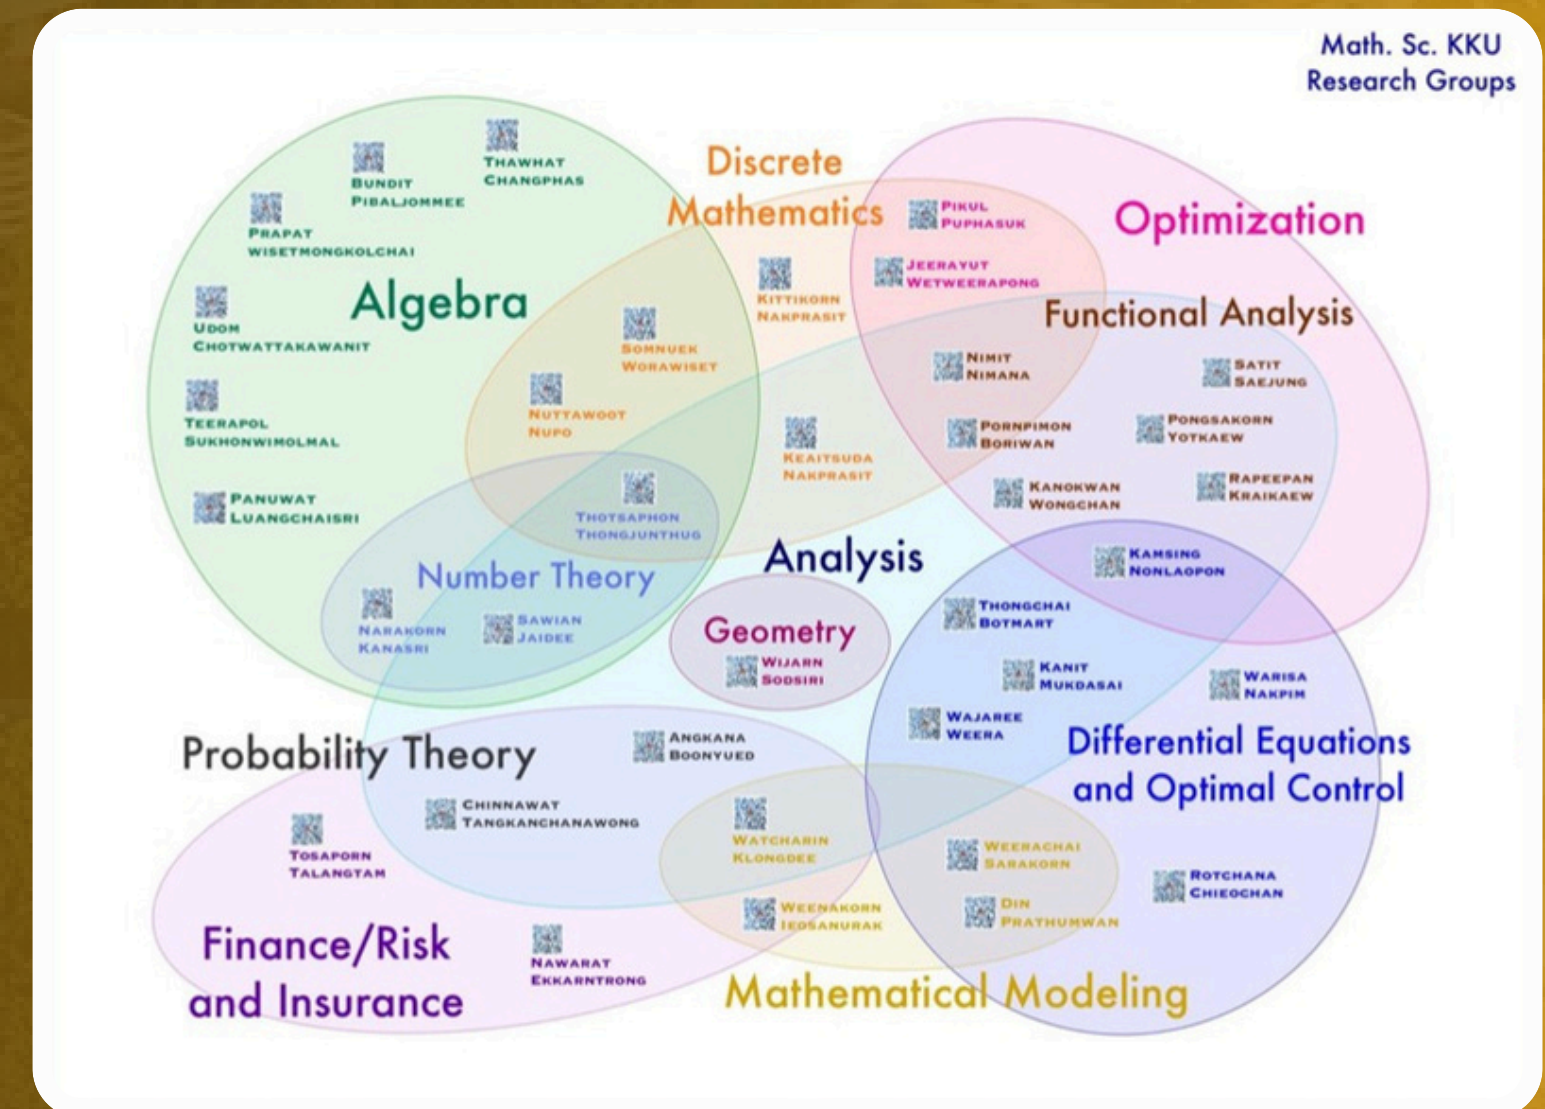 Math. Sc. KKU
Research Groups
THAWHAT
CHANGPHAS
BUNDIT
PIBALJOMMEE
PRAPAT
WISETMONGKOLCHAI
Algebra
UDOM
CHOTWATTAKAWANIT
TEERAPOL
SUKHONWIMOLMAL
PANUWAT
LUANGCHAISRI
Discrete
Mathematics
KITTIKORN
NAKPRASIT
SOMNUEK
WORAWISET
NUTTAWOOT
NUPO
KEAITSUDA
NAKPRASIT
PIKUL
PUPHASUK
JEERAYUT
WETWEERAPONG
Optimization
Functional Analysis
NIMIT
NIMANA
SATIT
SAEJUNG
PORNPIMON
BORIWAN
PONGSAKORN
YOTKAEW
KANOKWAN
WONGCHAN
RAPEEPAN
KRAIKAEW
THOTSAPHON
THONGJUNTHUG
Number Theory
NARAKORN
KANASRI
SAWIAN
JAIDEE
Analysis
Geometry
WIJARN
SODSIRI
KAMSING
NONLAOPON
THONGCHAI
BOTMART
KANIT
MUKDASAI
WARISA
NAKPIM
WAJAREE
WEERA
Differential Equations
and Optimal Control
ROTCHANA
CHIEOCHAN
Probability Theory
ANGKANA
BOONYUED
CHINNAWAT
TANGKANCHANAWONG
TOSAPORN
TALANGTAM
Finance/Risk
and Insurance
NAWARAT
EKKARNTRONG
WATCHARIN
KLONGDEE
WEERACHAI
SARAKORN
WEENAKORN
IEOSANURAK
DIN
PRATHUMWAN
Mathematical Modeling